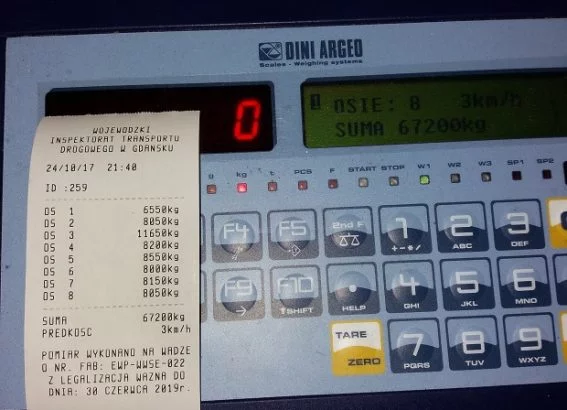 DINI ARGEO
Scales - Weighing systems
0
OSIE: 8 3km/h
SUMA 67200kg
g kg t PCS F START STOP W1 W2 W3 SP1 SP2
WOJEWODZKI
INSPEKTORAT TRANSPORTU
DROGOWEGO W GDANSKU
24/10/17 21:40
ID :259
OS 1 6550kg
OS 2 8050kg
OS 3 11650kg
OS 4 8200kg
OS 5 8550kg
OS 6 8000kg
OS 7 8150kg
OS 8 8050kg
SUMA 67200kg
PREDKOSC 3km/h
POMIAR WYKONANO NA WADZE
O NR. FAB: EWP-WWSE-022
Z LEGALIZACJA WAZNA DO
DNIA: 30 CZERWCA 2019r.
F4 F5 2nd F 1 +-*/ 2 ABC 3 DEF
F9 F10 SHIFT . HELP 4 GHI 5 JKL 6 MNO
TARE ZERO 7 PQRS 8 TUV 9 WXYZ